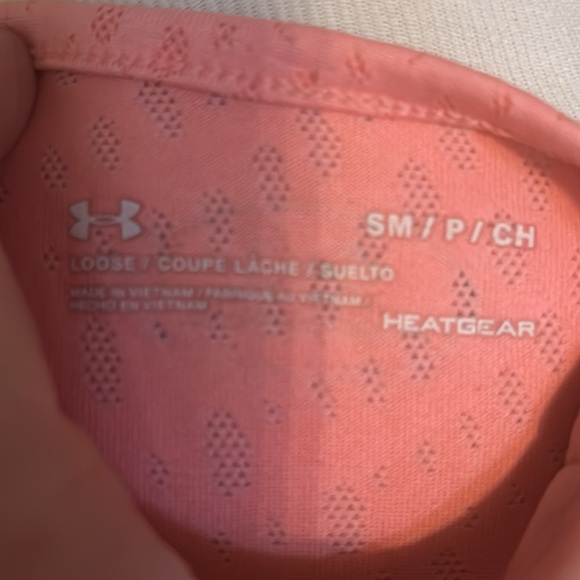 SM / P / CH
LOOSE / COUPE LÂCHE / SUELTO
MADE IN VIETNAM / FABRIQUÉ AU VIETNAM /
HECHO EN VIETNAM
HEATGEAR